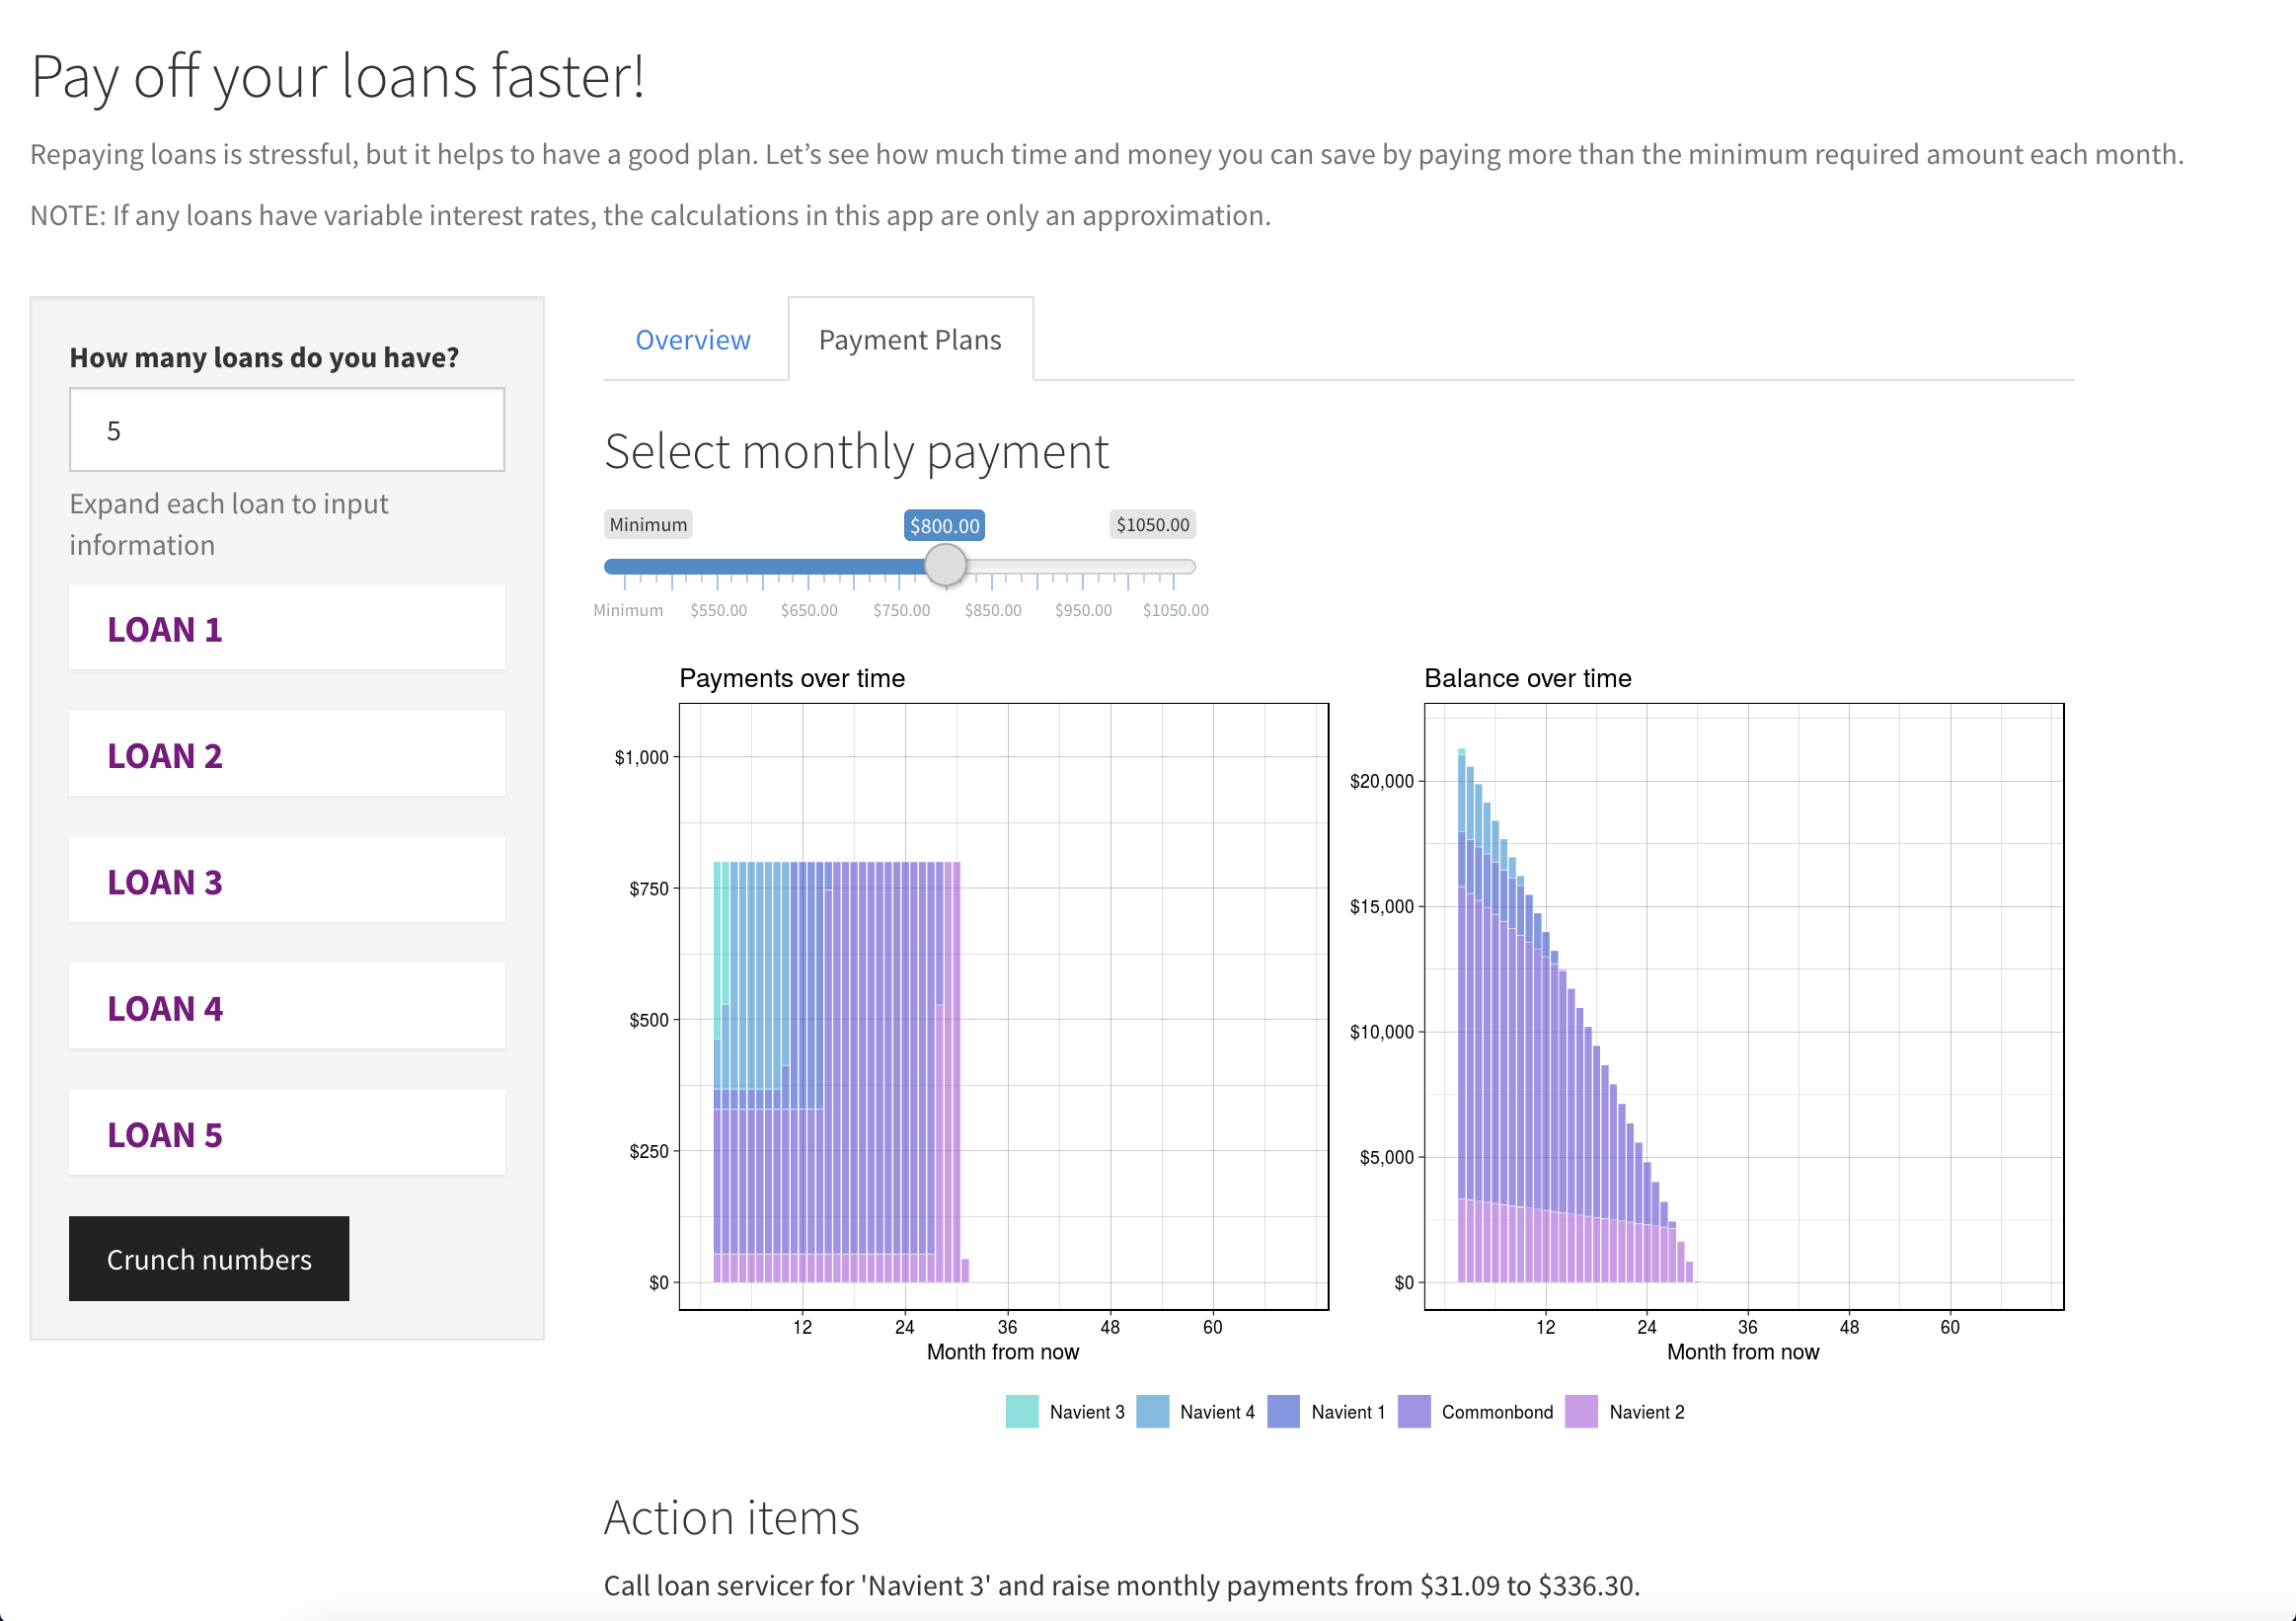 Pay off your loans faster!
Repaying loans is stressful, but it helps to have a good plan. Let’s see how much time and money you can save by paying more than the minimum required amount each month.
NOTE: If any loans have variable interest rates, the calculations in this app are only an approximation.
How many loans do you have?
5
Expand each loan to input
information
LOAN 1
LOAN 2
LOAN 3
LOAN 4
LOAN 5
Crunch numbers
Overview Payment Plans
Select monthly payment
Minimum $800.00 $1050.00
Minimum $550.00 $650.00 $750.00 $850.00 $950.00 $1050.00
Payments over time
$1,000
$750
$500
$250
$0
12 24 36 48 60
Month from now
Balance over time
$20,000
$15,000
$10,000
$5,000
$0
12 24 36 48 60
Month from now
Navient 3 Navient 4 Navient 1 Commonbond Navient 2
Action items
Call loan servicer for 'Navient 3' and raise monthly payments from $31.09 to $336.30.